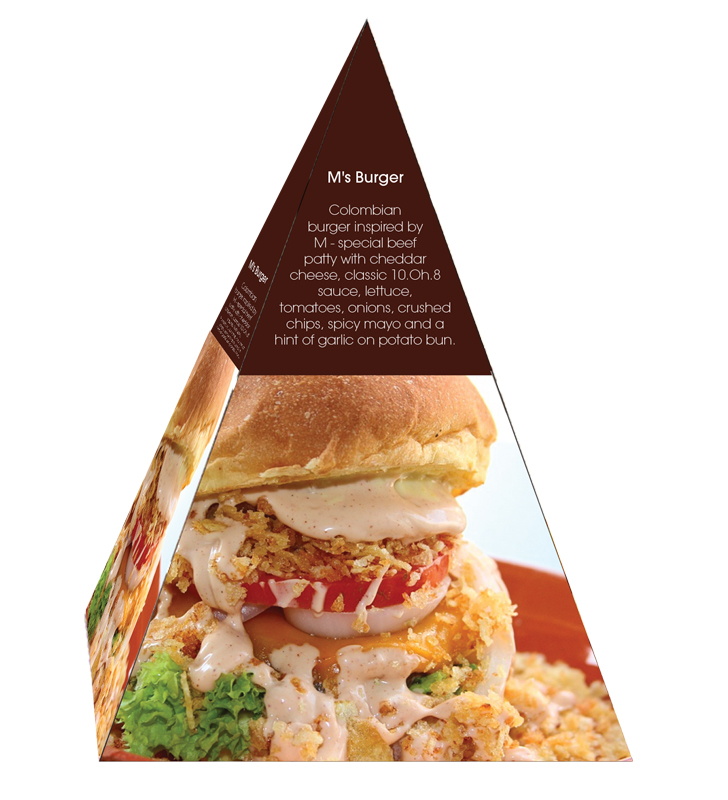 M's Burger
Colombian
burger inspired by
M - special beef
patty with cheddar
cheese, classic 10.Oh.8
sauce, lettuce,
tomatoes, onions, crushed
chips, spicy mayo and a
hint of garlic on potato bun.
M's Burger
Colombian